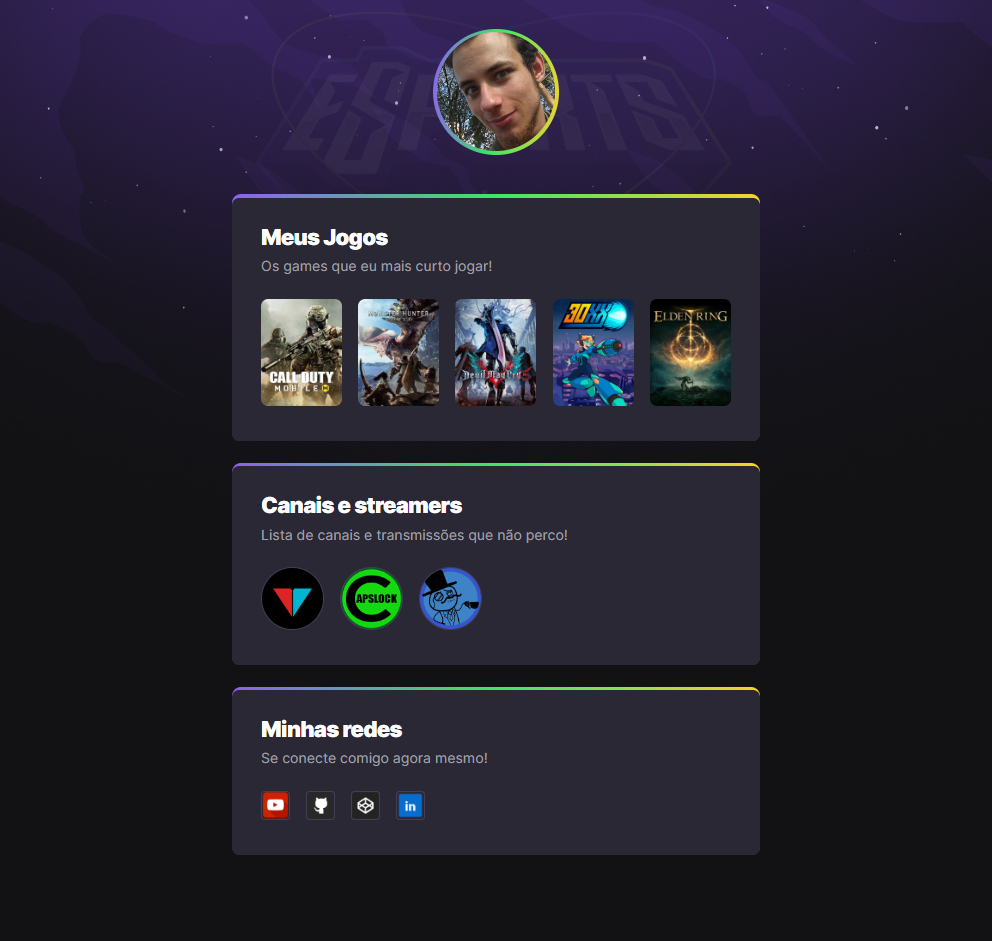 ESPORTS
Meus Jogos
Os games que eu mais curto jogar!
CALL OF DUTY
MOBILE
MONSTER HUNTER
Devil May Cry 5
30XX
ELDEN RING
Canais e streamers
Lista de canais e transmissões que não perco!
CAPSLOCK
Minhas redes
Se conecte comigo agora mesmo!
in